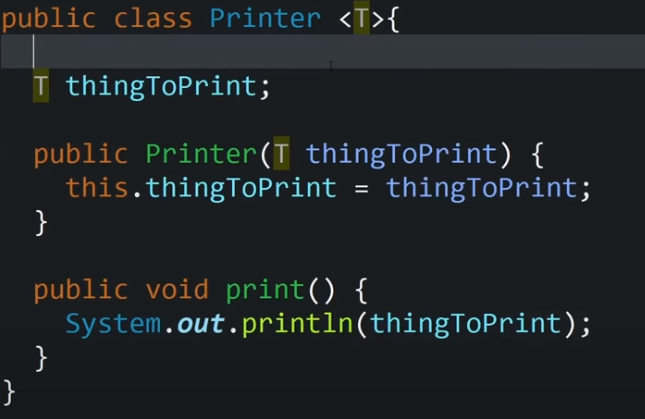 public class Printer <T>{
T thingToPrint;
public Printer(T thingToPrint) {
this.thingToPrint = thingToPrint;
}
public void print() {
System.out.println(thingToPrint);
}
}